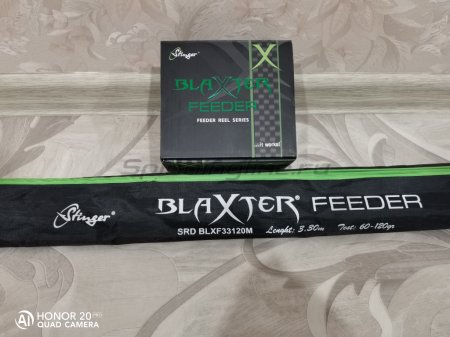 Stinger
X
BLAXTER
FEEDER
FEEDER REEL SERIES
Stinger
BLAXTER® FEEDER
SRD BLXF33120M Lenght: 3.30m Test: 60-120gr
HONOR 20 PRO
QUAD CAMERA